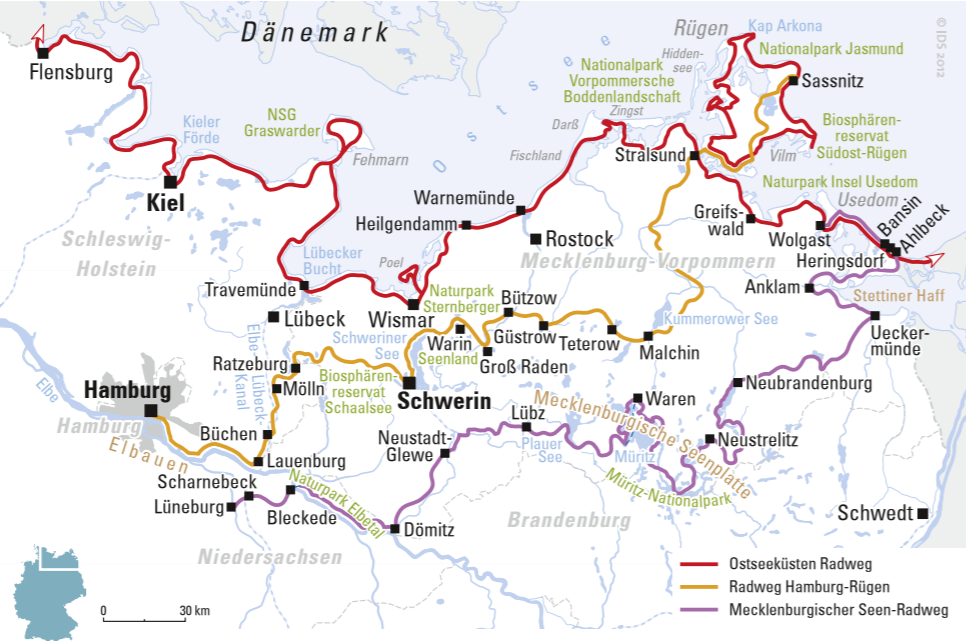 Dänemark
Ostsee
© IDS 2012
Flensburg
Kieler
Förde
NSG
Graswarder
Fehmarn
Kiel
Schleswig-
Holstein
Lübecker
Bucht
Travemünde
Lübeck
Poel
Wismar
Heilgendamm
Warnemünde
Rostock
Fischland
Darß
Zingst
Nationalpark
Vorpommersche
Boddenlandschaft
Hidden-
see
Rügen
Kap Arkona
Nationalpark Jasmund
Sassnitz
Biosphären-
reservat
Südost-Rügen
Vilm
Stralsund
Naturpark Insel Usedom
Usedom
Bansin
Ahlbeck
Greifs-
wald
Wolgast
Heringsdorf
Mecklenburg-Vorpommern
Anklam
Stettiner Haff
Uecker-
münde
Naturpark
Sternberger
Seenland
Bützow
Warin
Güstrow
Groß Raden
Teterow
Malchin
Kummerower See
Schweriner
See
Schwerin
Ratzeburg
Mölln
Elbe-Lübeck-
Kanal
Biosphären-
reservat
Schaalsee
Elbe
Hamburg
Hamburg
Elbauen
Büchen
Lauenburg
Scharnebeck
Lüneburg
Bleckede
Naturpark Elbetal
Dömitz
Neustadt-
Glewe
Lübz
Plauer
See
Waren
Müritz
Mecklenburgische Seenplatte
Müritz-Nationalpark
Neubrandenburg
Neustrelitz
Niedersachsen
Brandenburg
Schwedt
0
30 km
Ostseeküsten Radweg
Radweg Hamburg-Rügen
Mecklenburgischer Seen-Radweg